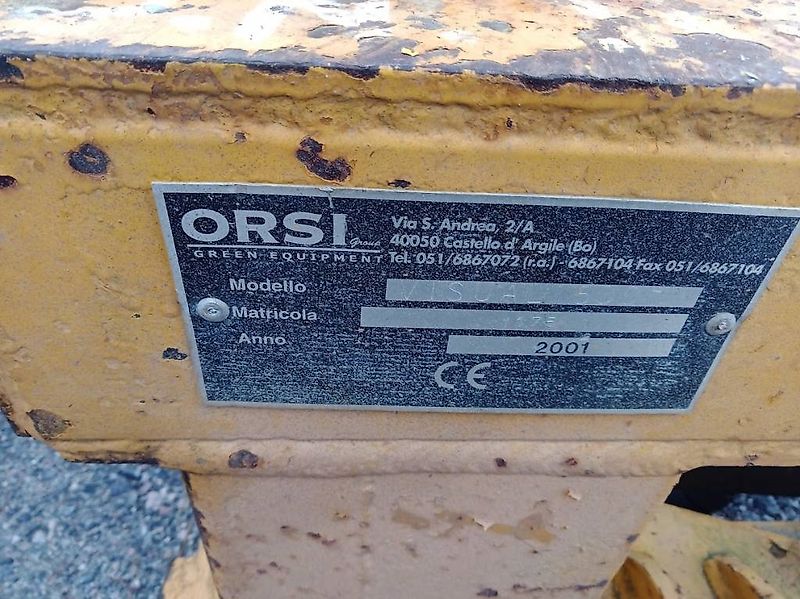 ORSI Group
GREEN EQUIPMENT
Via S. Andrea, 2/A
40050 Castello d' Argile (Bo)
Tel. 051/6867072 (r.a.) - 6867104 Fax 051/6867104
Modello VISUAL
Matricola
Anno 2001
CE